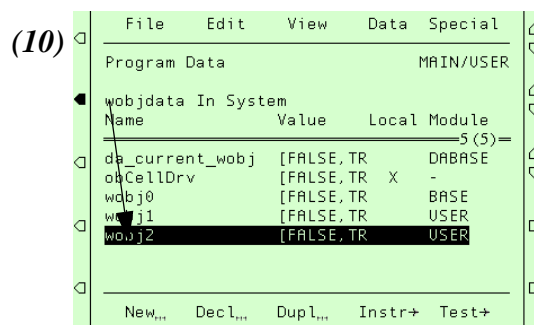 (10)
File Edit View Data Special
Program Data MAIN/USER
wobjdata In System
Name Value Local Module
5(5)
da_current_wobj [FALSE,TR DABASE
obCellDrv [FALSE,TR X -
wobj0 [FALSE,TR BASE
wobj1 [FALSE,TR USER
wobj2 [FALSE,TR USER
New... Decl... Dupl... Instr→ Test→